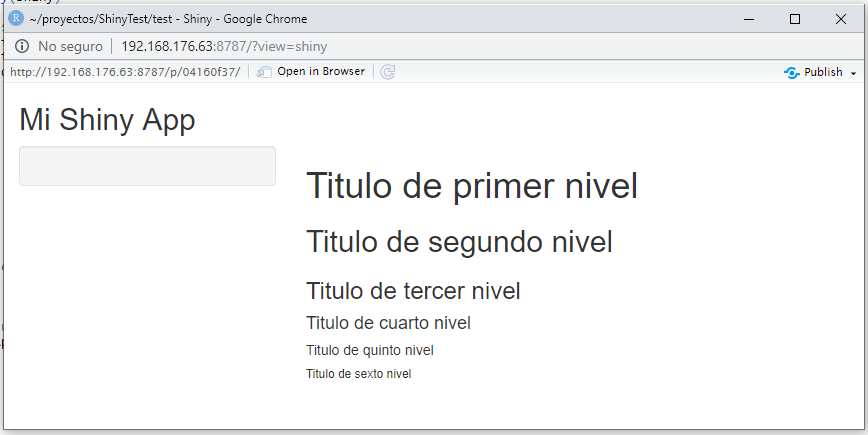 ~/proyectos/ShinyTest/test - Shiny - Google Chrome
No seguro 192.168.176.63:8787/?view=shiny
http://192.168.176.63:8787/p/04160f37/ Open in Browser Publish
Mi Shiny App
Titulo de primer nivel
Titulo de segundo nivel
Titulo de tercer nivel
Titulo de cuarto nivel
Titulo de quinto nivel
Titulo de sexto nivel